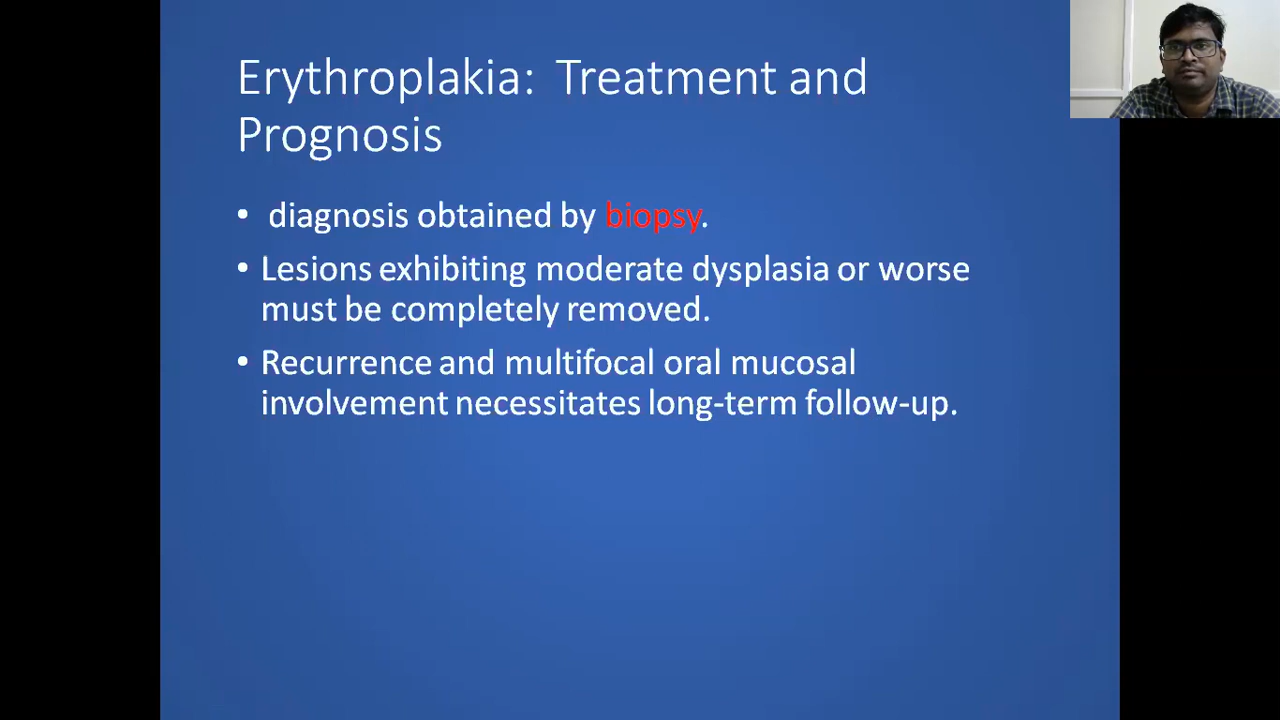 Erythroplakia: Treatment and
Prognosis
• diagnosis obtained by biopsy.
• Lesions exhibiting moderate dysplasia or worse
must be completely removed.
• Recurrence and multifocal oral mucosal
involvement necessitates long-term follow-up.